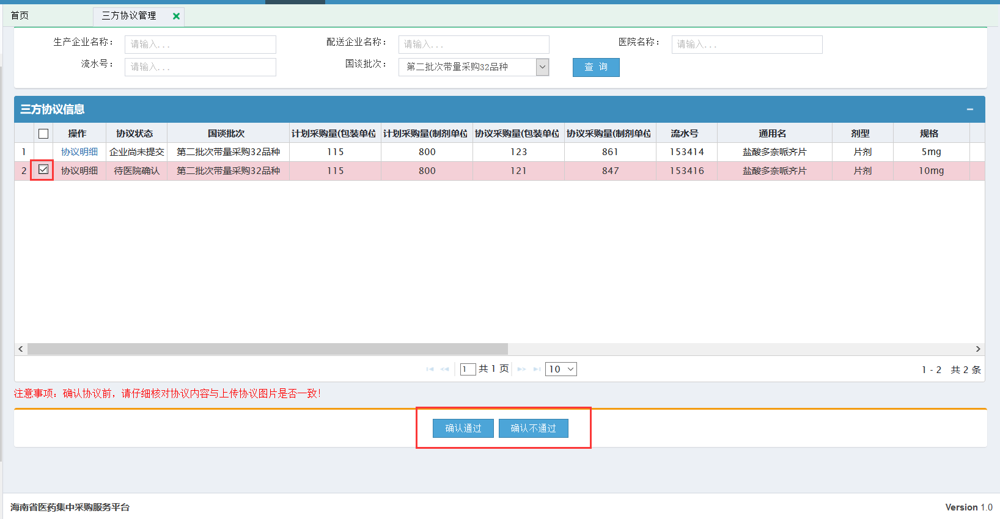 首页 三方协议管理
生产企业名称： 请输入... 配送企业名称： 请输入... 医院名称： 请输入...
流水号： 请输入... 国谈批次： 第二批次带量采购32品种 查 询
三方协议信息
操作 协议状态 国谈批次 计划采购量(包装单位 计划采购量(制剂单位 协议采购量(包装单位 协议采购量(制剂单位 流水号 通用名 剂型 规格
1 协议明细 企业尚未提交 第二批次带量采购32品种 115 800 123 861 153414 盐酸多奈哌齐片 片剂 5mg
2 协议明细 待医院确认 第二批次带量采购32品种 115 800 121 847 153416 盐酸多奈哌齐片 片剂 10mg
1 共 1 页 10 1 - 2 共 2 条
注意事项：确认协议前，请仔细核对协议内容与上传协议图片是否一致！
确认通过 确认不通过
海南省医药集中采购服务平台 Version 1.0